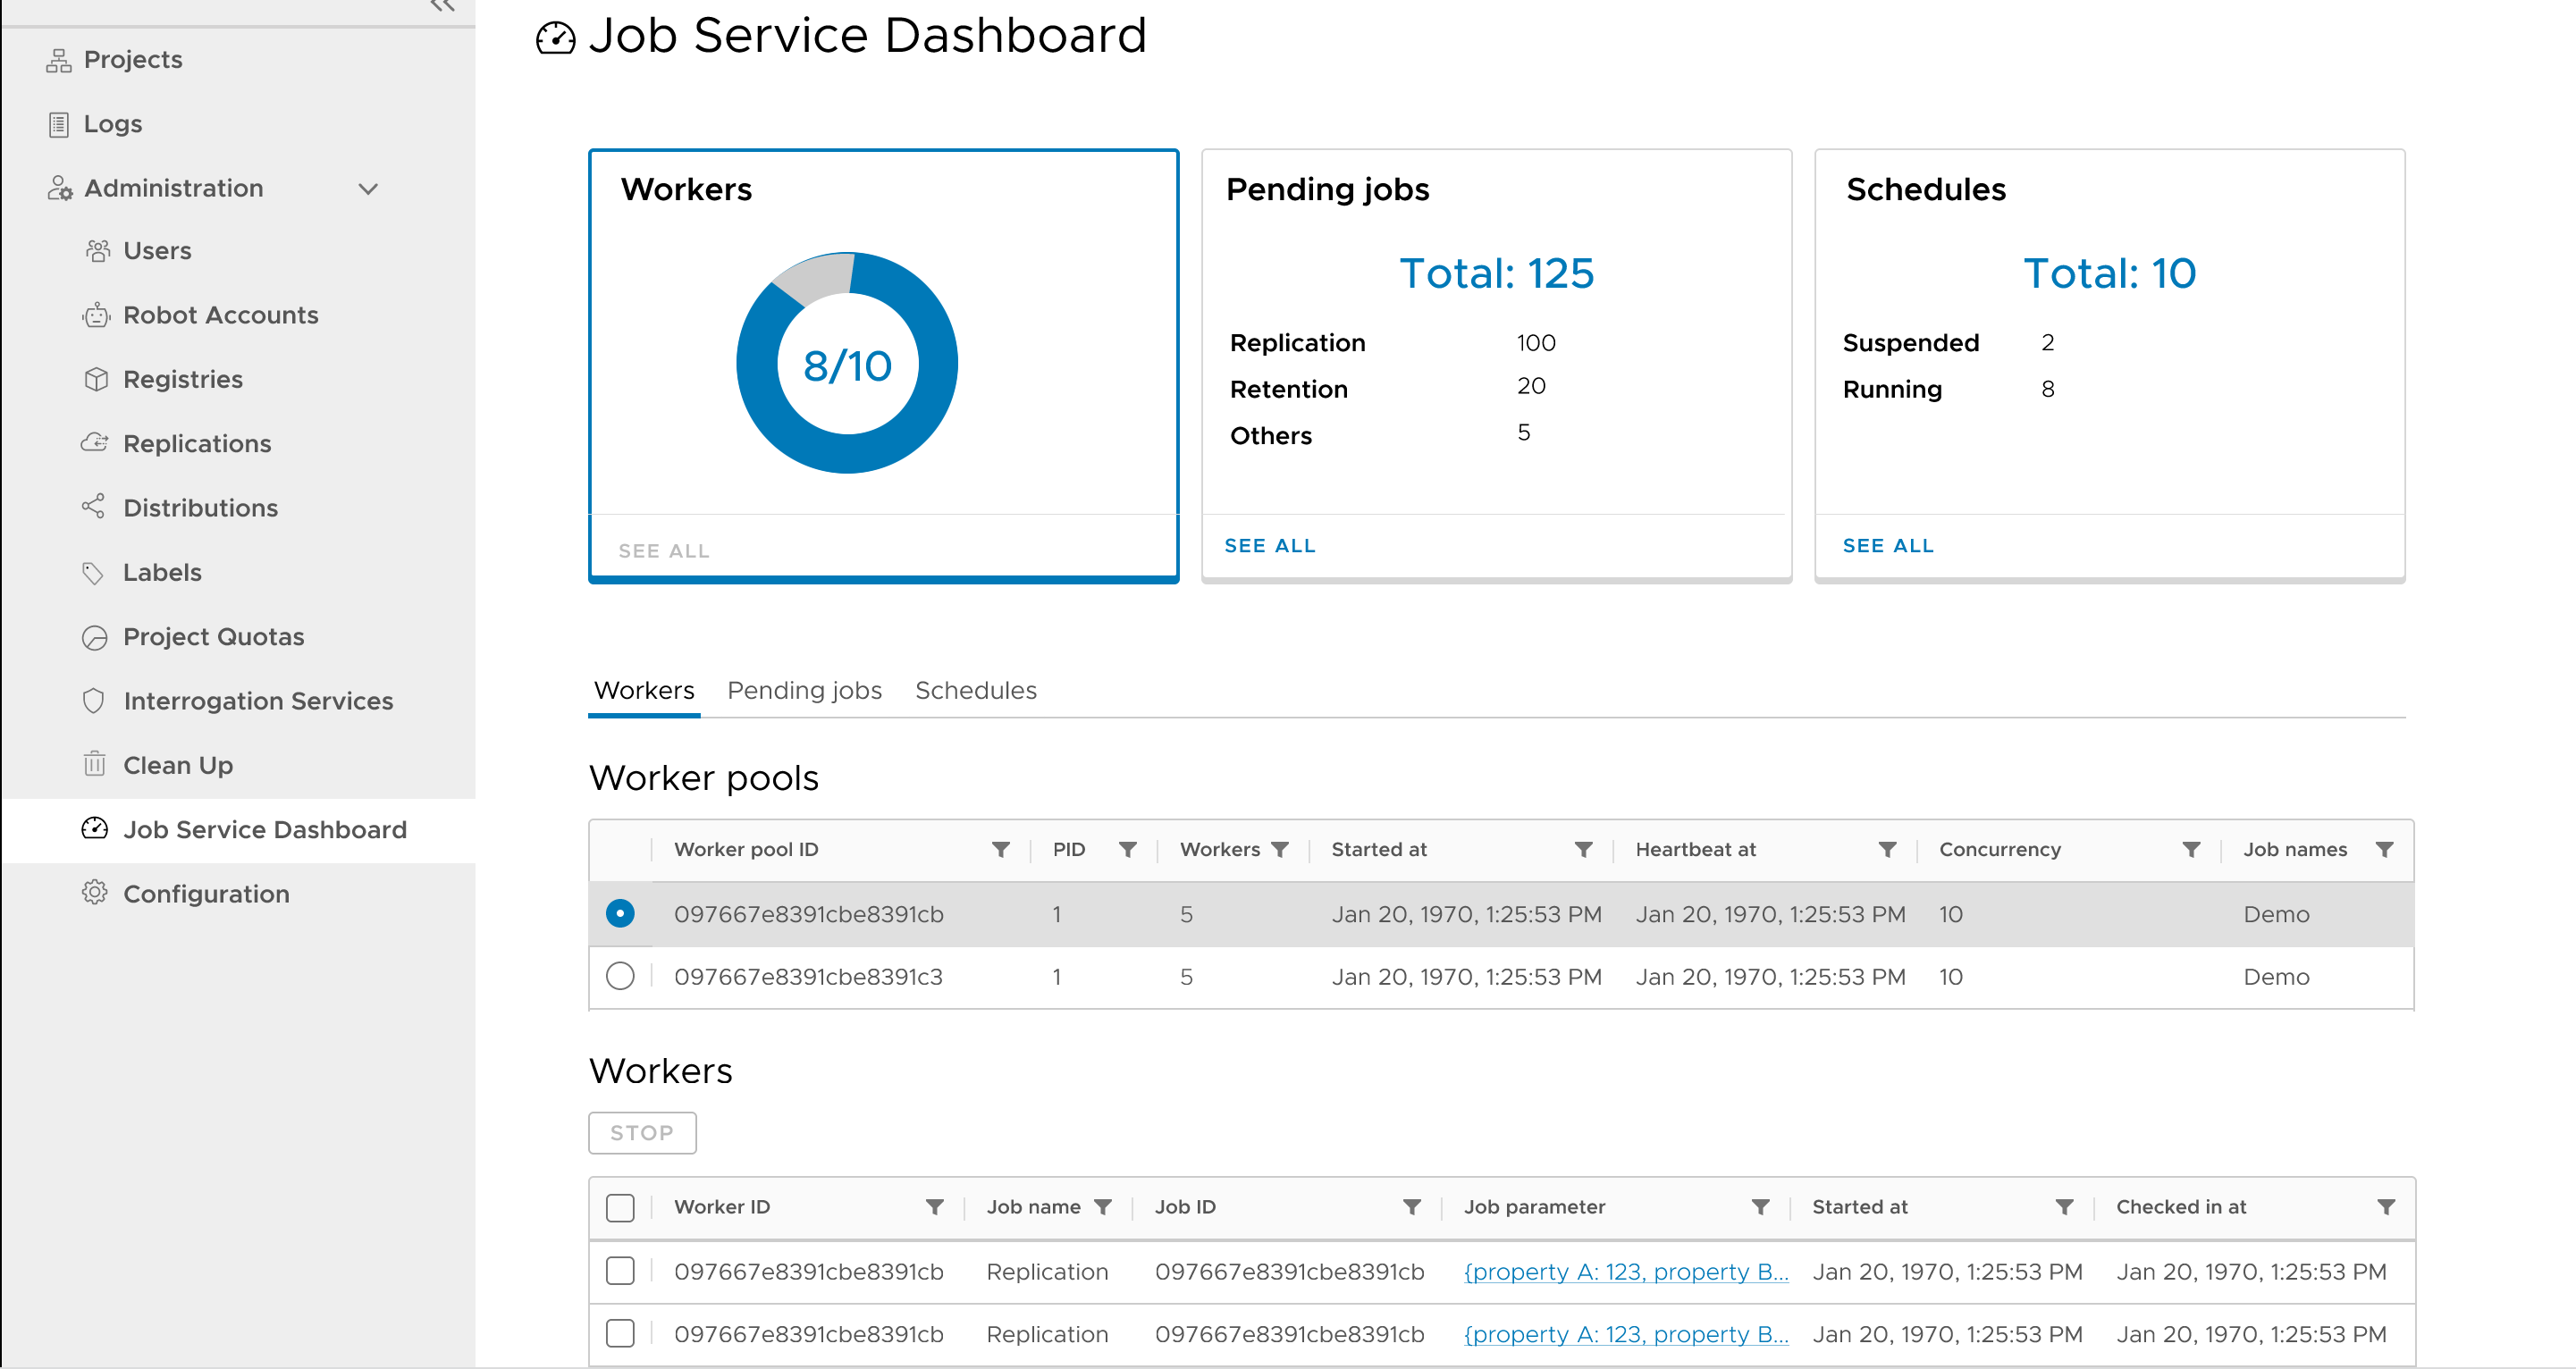 Projects
Logs
Administration
Users
Robot Accounts
Registries
Replications
Distributions
Labels
Project Quotas
Interrogation Services
Clean Up
Job Service Dashboard
Configuration
Job Service Dashboard
Workers
8/10
SEE ALL
Pending jobs
Total: 125
Replication 100
Retention 20
Others 5
SEE ALL
Schedules
Total: 10
Suspended 2
Running 8
SEE ALL
Workers Pending jobs Schedules
Worker pools
Worker pool ID PID Workers Started at Heartbeat at Concurrency Job names
097667e8391cbe8391cb 1 5 Jan 20, 1970, 1:25:53 PM Jan 20, 1970, 1:25:53 PM 10 Demo
097667e8391cbe8391c3 1 5 Jan 20, 1970, 1:25:53 PM Jan 20, 1970, 1:25:53 PM 10 Demo
Workers
STOP
Worker ID Job name Job ID Job parameter Started at Checked in at
097667e8391cbe8391cb Replication 097667e8391cbe8391cb {property A: 123, property B... Jan 20, 1970, 1:25:53 PM Jan 20, 1970, 1:25:53 PM
097667e8391cbe8391cb Replication 097667e8391cbe8391cb {property A: 123, property B... Jan 20, 1970, 1:25:53 PM Jan 20, 1970, 1:25:53 PM